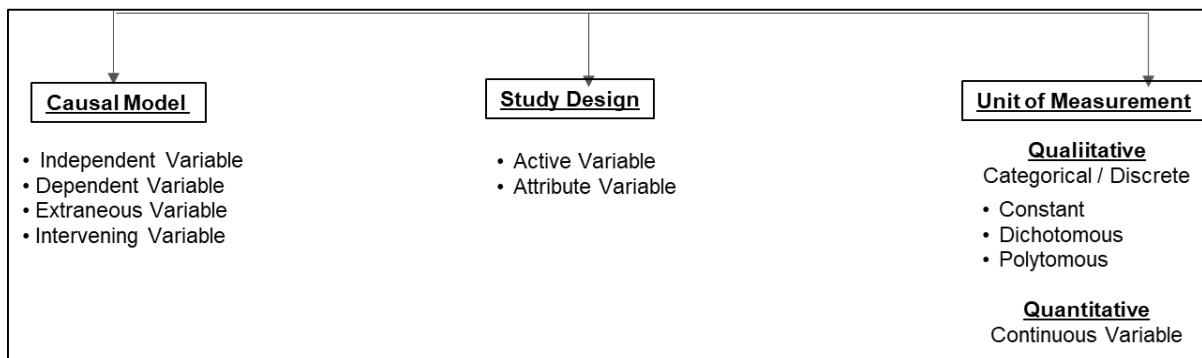 Causal Model
• Independent Variable
• Dependent Variable
• Extraneous Variable
• Intervening Variable
Study Design
• Active Variable
• Attribute Variable
Unit of Measurement
Qualiitative
Categorical / Discrete
• Constant
• Dichotomous
• Polytomous
Quantitative
Continuous Variable